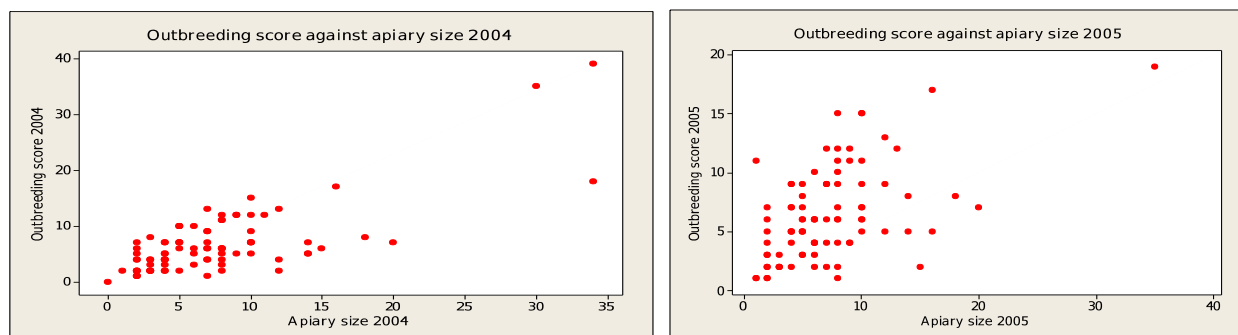 Outbreeding score against apiary size 2004
40
30
20
10
0
Outbreeding score 2004
0 5 10 15 20 25 30 35
Apiary size 2004
Outbreeding score against apiary size 2005
20
15
10
5
0
Outbreeding score 2005
0 10 20 30 40
Apiary size 2005